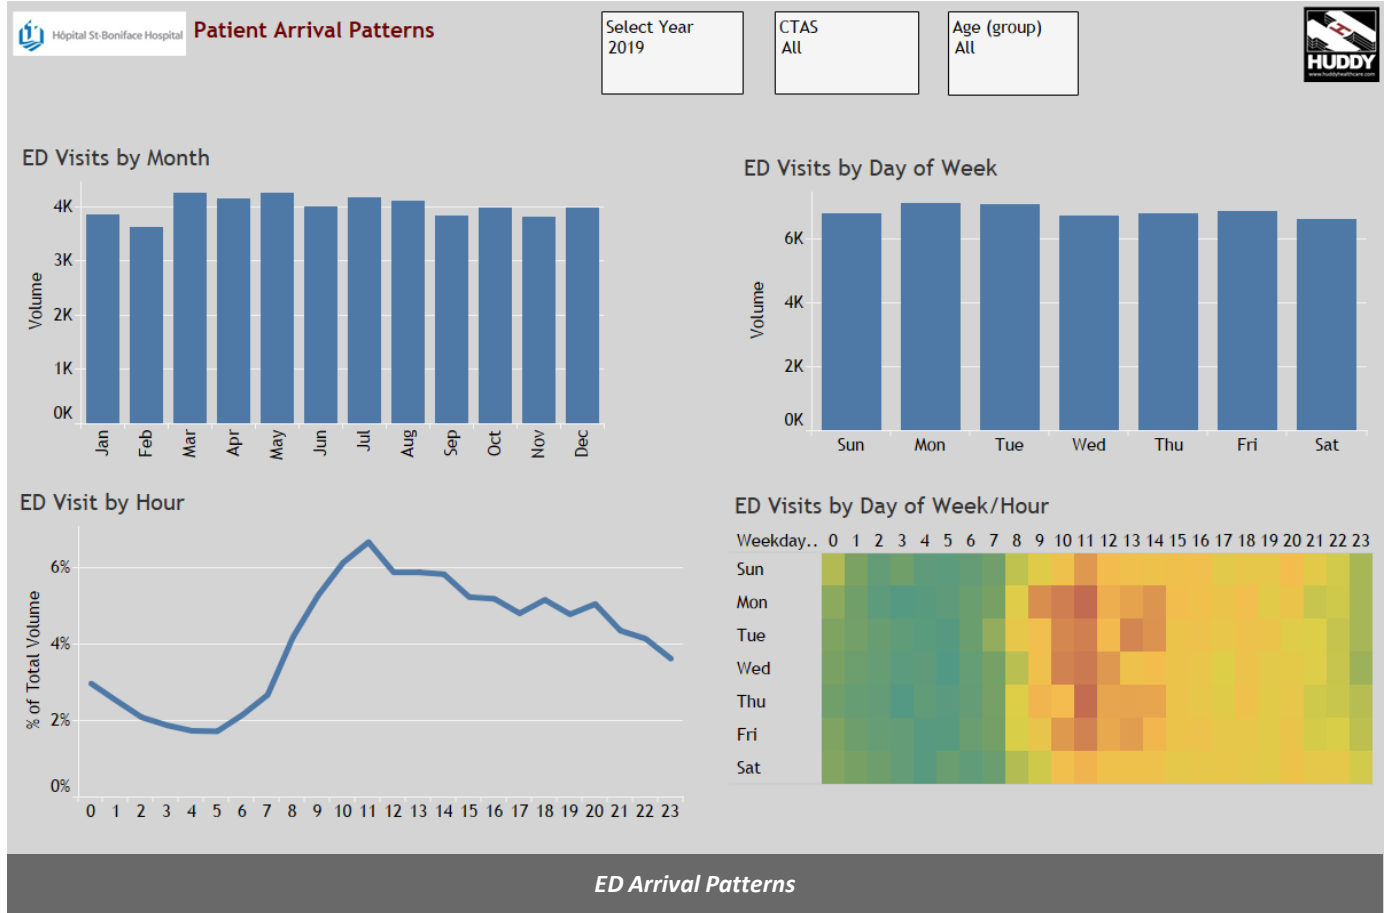 Hôpital St-Boniface Hospital
Patient Arrival Patterns
Select Year
2019
CTAS
All
Age (group)
All
HUDDY
www.huddyhealthcare.com
ED Visits by Month
Volume
4K
3K
2K
1K
0K
Jan Feb Mar Apr May Jun Jul Aug Sep Oct Nov Dec
ED Visits by Day of Week
Volume
6K
4K
2K
0K
Sun Mon Tue Wed Thu Fri Sat
ED Visit by Hour
% of Total Volume
6%
4%
2%
0%
0 1 2 3 4 5 6 7 8 9 10 11 12 13 14 15 16 17 18 19 20 21 22 23
ED Visits by Day of Week/Hour
Weekday.. 0 1 2 3 4 5 6 7 8 9 10 11 12 13 14 15 16 17 18 19 20 21 22 23
Sun
Mon
Tue
Wed
Thu
Fri
Sat
ED Arrival Patterns